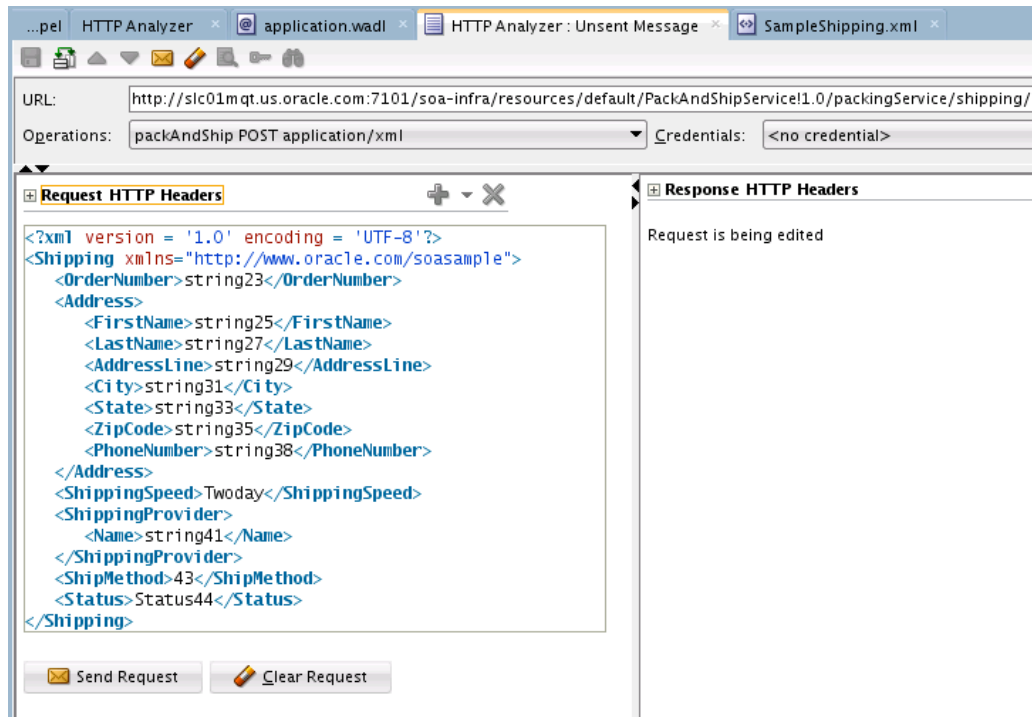 ...pel HTTP Analyzer application.wadl HTTP Analyzer : Unsent Message SampleShipping.xml
URL: http://slc01mqt.us.oracle.com:7101/soa-infra/resources/default/PackAndShipService!1.0/packingService/shipping/
Operations: packAndShip POST application/xml Credentials: <no credential>
Request HTTP Headers
<?xml version = '1.0' encoding = 'UTF-8'?>
<Shipping xmlns="http://www.oracle.com/soasample">
   <OrderNumber>string23</OrderNumber>
   <Address>
      <FirstName>string25</FirstName>
      <LastName>string27</LastName>
      <AddressLine>string29</AddressLine>
      <City>string31</City>
      <State>string33</State>
      <ZipCode>string35</ZipCode>
      <PhoneNumber>string38</PhoneNumber>
   </Address>
   <ShippingSpeed>Twoday</ShippingSpeed>
   <ShippingProvider>
      <Name>string41</Name>
   </ShippingProvider>
   <ShipMethod>43</ShipMethod>
   <Status>Status44</Status>
</Shipping>
Send Request Clear Request
Response HTTP Headers
Request is being edited